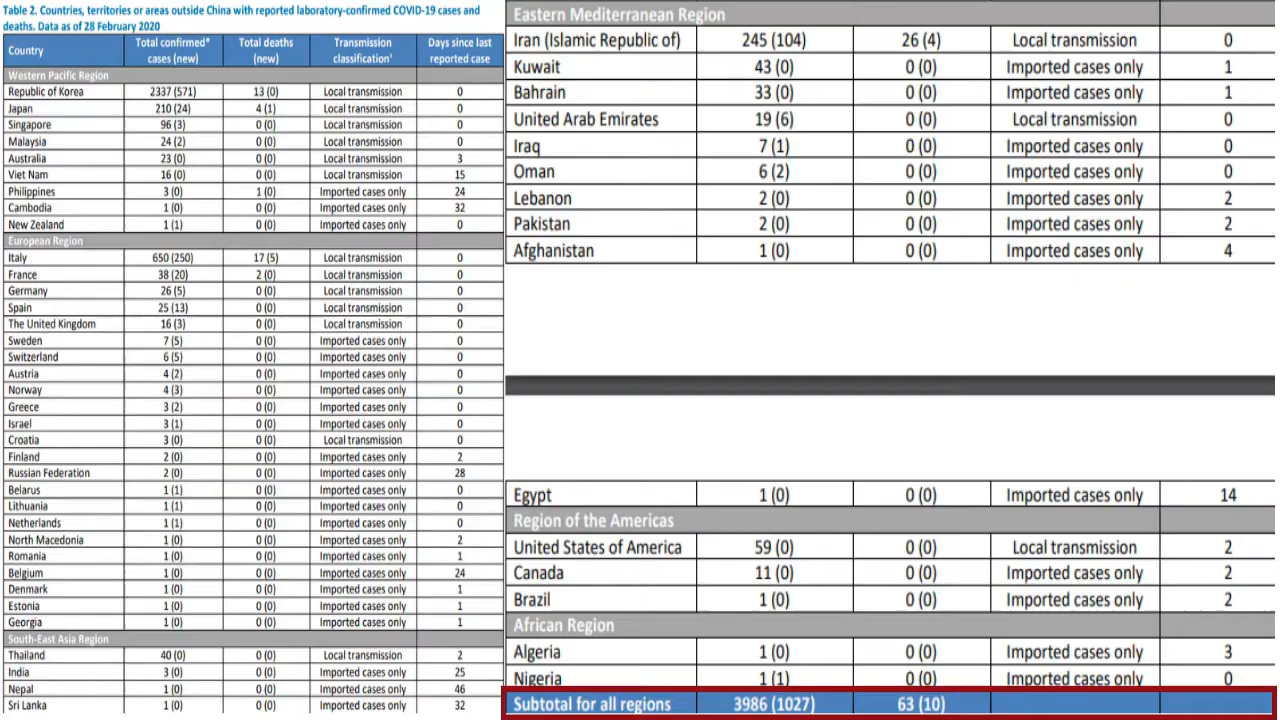 Table 2. Countries, territories or areas outside China with reported laboratory-confirmed COVID-19 cases and
deaths. Data as of 28 February 2020
Country Total confirmed* cases (new) Total deaths (new) Transmission classification† Days since last reported case
Western Pacific Region
Republic of Korea 2337 (571) 13 (0) Local transmission 0
Japan 210 (24) 4 (1) Local transmission 0
Singapore 96 (3) 0 (0) Local transmission 0
Malaysia 24 (2) 0 (0) Local transmission 0
Australia 23 (0) 0 (0) Local transmission 3
Viet Nam 16 (0) 0 (0) Local transmission 15
Philippines 3 (0) 1 (0) Imported cases only 24
Cambodia 1 (0) 0 (0) Imported cases only 32
New Zealand 1 (1) 0 (0) Imported cases only 0
European Region
Italy 650 (250) 17 (5) Local transmission 0
France 38 (20) 2 (0) Local transmission 0
Germany 26 (5) 0 (0) Local transmission 0
Spain 25 (13) 0 (0) Local transmission 0
The United Kingdom 16 (3) 0 (0) Local transmission 0
Sweden 7 (5) 0 (0) Imported cases only 0
Switzerland 6 (5) 0 (0) Imported cases only 0
Austria 4 (2) 0 (0) Imported cases only 0
Norway 4 (3) 0 (0) Imported cases only 0
Greece 3 (2) 0 (0) Imported cases only 0
Israel 3 (1) 0 (0) Imported cases only 0
Croatia 3 (0) 0 (0) Local transmission 0
Finland 2 (0) 0 (0) Imported cases only 2
Russian Federation 2 (0) 0 (0) Imported cases only 28
Belarus 1 (1) 0 (0) Imported cases only 0
Lithuania 1 (1) 0 (0) Imported cases only 0
Netherlands 1 (1) 0 (0) Imported cases only 0
North Macedonia 1 (0) 0 (0) Imported cases only 2
Romania 1 (0) 0 (0) Imported cases only 1
Belgium 1 (0) 0 (0) Imported cases only 24
Denmark 1 (0) 0 (0) Imported cases only 1
Estonia 1 (0) 0 (0) Imported cases only 1
Georgia 1 (0) 0 (0) Imported cases only 1
South-East Asia Region
Thailand 40 (0) 0 (0) Local transmission 2
India 3 (0) 0 (0) Imported cases only 25
Nepal 1 (0) 0 (0) Imported cases only 46
Sri Lanka 1 (0) 0 (0) Imported cases only 32
Eastern Mediterranean Region
Iran (Islamic Republic of) 245 (104) 26 (4) Local transmission 0
Kuwait 43 (0) 0 (0) Imported cases only 1
Bahrain 33 (0) 0 (0) Imported cases only 1
United Arab Emirates 19 (6) 0 (0) Local transmission 0
Iraq 7 (1) 0 (0) Imported cases only 0
Oman 6 (2) 0 (0) Imported cases only 0
Lebanon 2 (0) 0 (0) Imported cases only 2
Pakistan 2 (0) 0 (0) Imported cases only 2
Afghanistan 1 (0) 0 (0) Imported cases only 4
Egypt 1 (0) 0 (0) Imported cases only 14
Region of the Americas
United States of America 59 (0) 0 (0) Local transmission 2
Canada 11 (0) 0 (0) Imported cases only 2
Brazil 1 (0) 0 (0) Imported cases only 2
African Region
Algeria 1 (0) 0 (0) Imported cases only 3
Nigeria 1 (1) 0 (0) Imported cases only 0
Subtotal for all regions 3986 (1027) 63 (10)